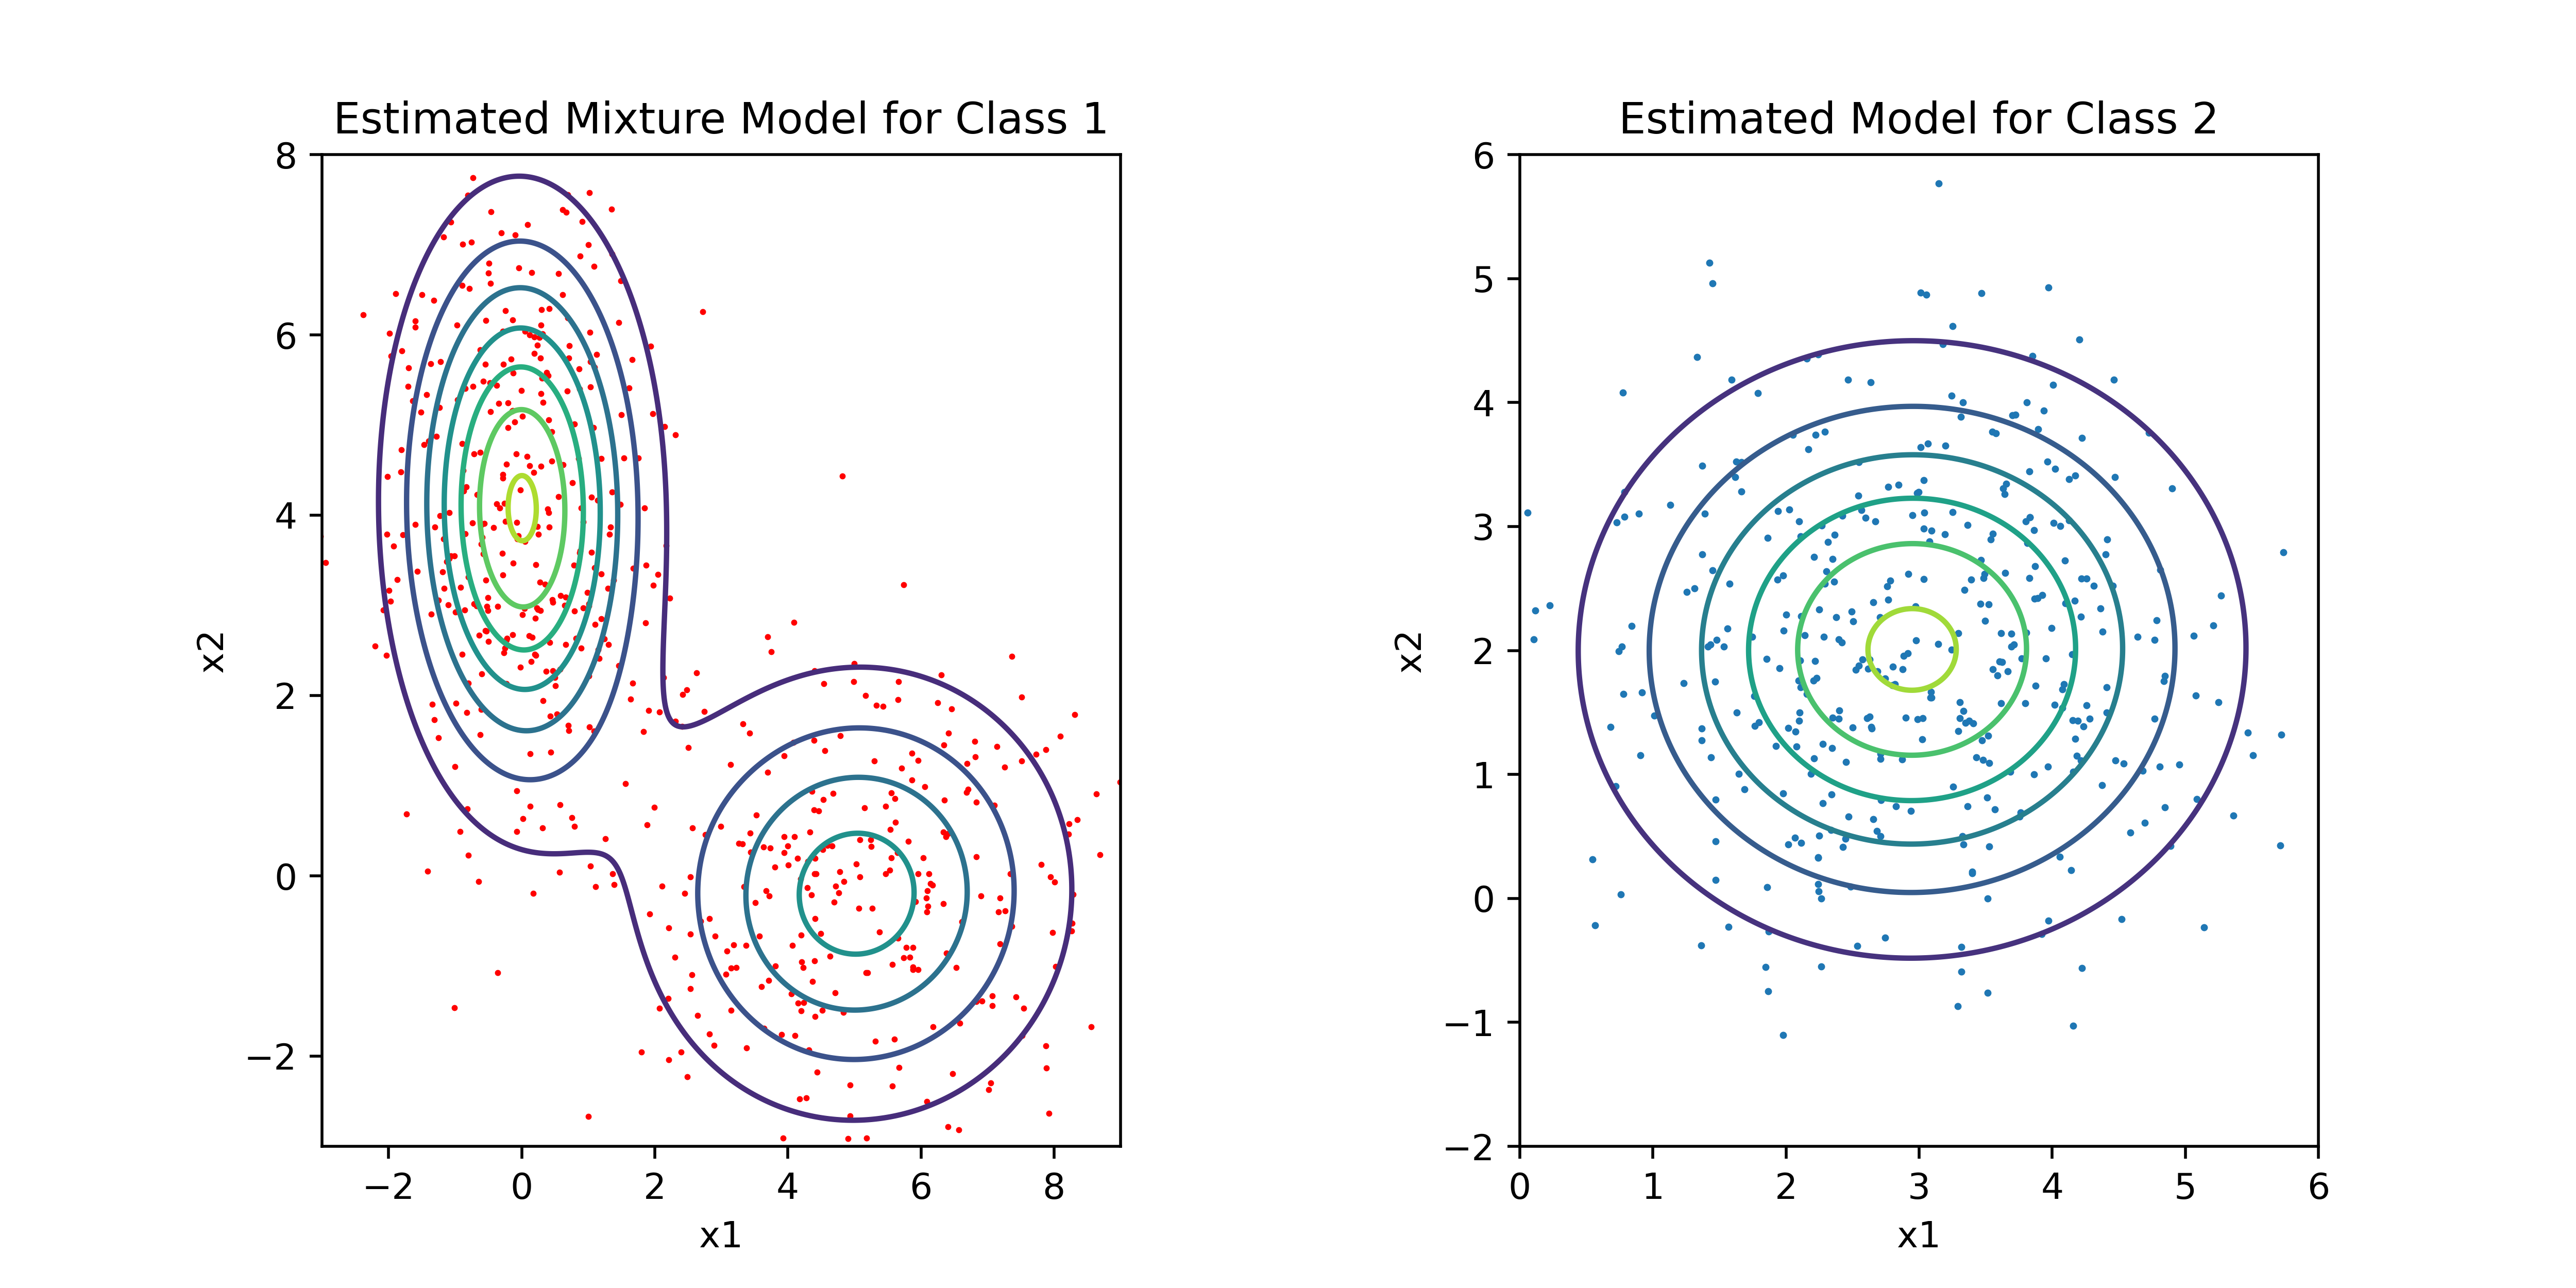 Estimated Mixture Model for Class 1
8
6
4
2
0
−2
x2
−2 0 2 4 6 8
x1
Estimated Model for Class 2
6
5
4
3
2
1
0
−1
−2
x2
0 1 2 3 4 5 6
x1